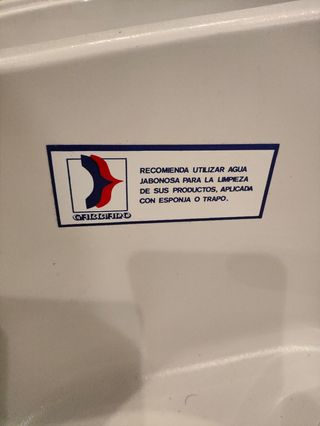 RECOMIENDA UTILIZAR AGUA
JABONOSA PARA LA LIMPIEZA
DE SUS PRODUCTOS, APLICADA
CON ESPONJA O TRAPO.